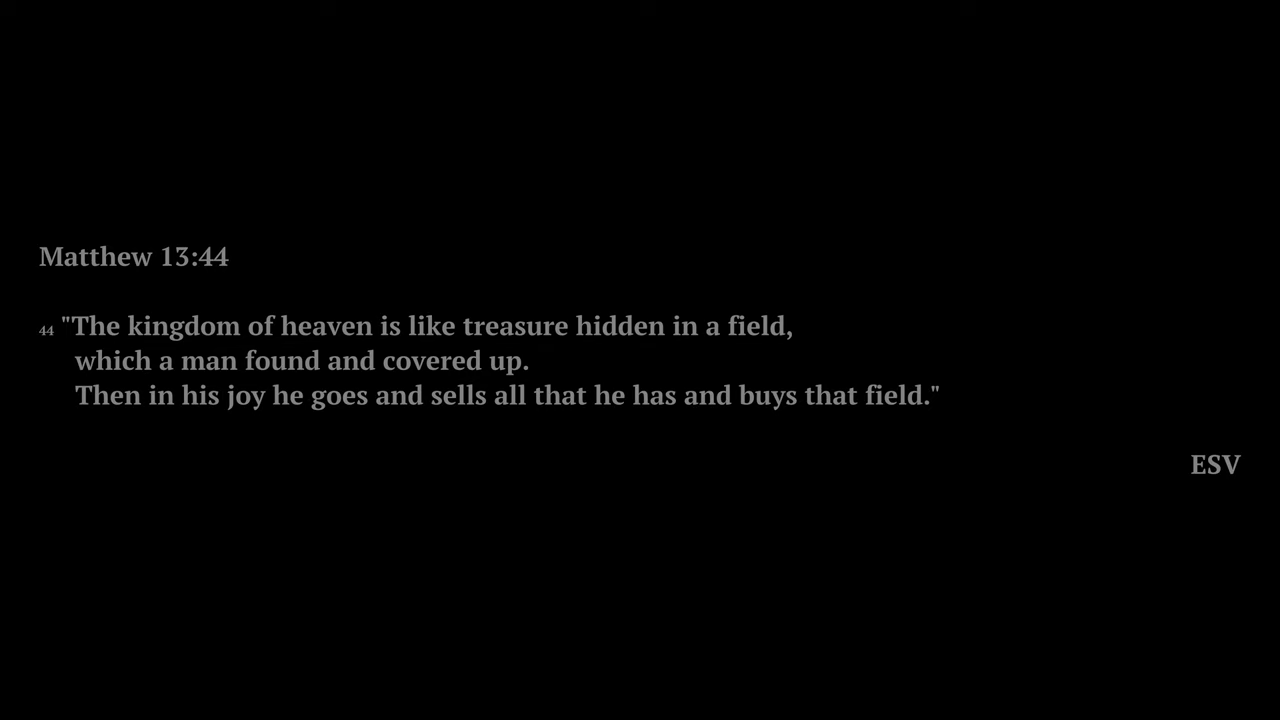 Matthew 13:44
44 "The kingdom of heaven is like treasure hidden in a field,
which a man found and covered up.
Then in his joy he goes and sells all that he has and buys that field."
ESV